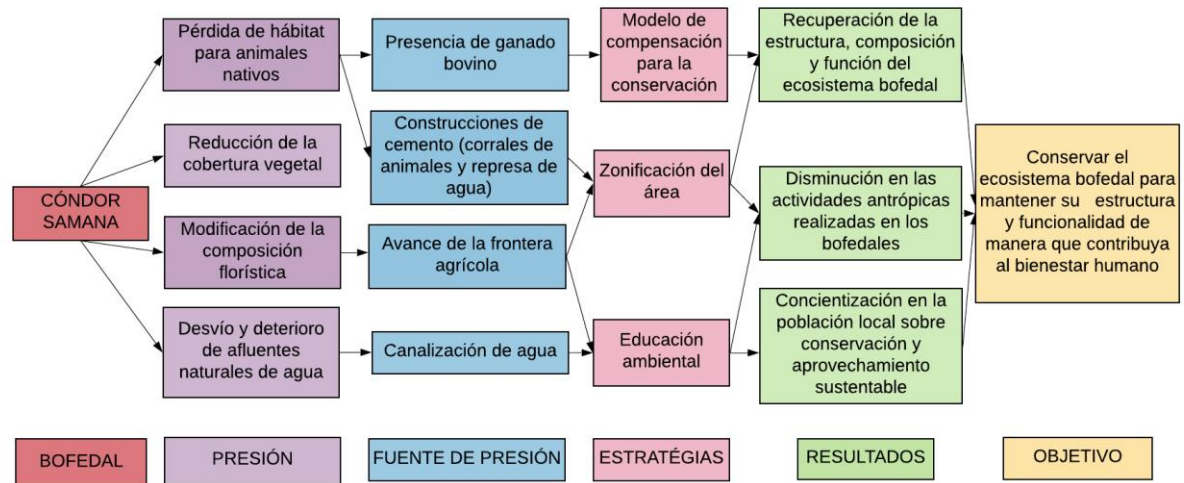 CÓNDOR
SAMANA
Pérdida de hábitat
para animales
nativos
Reducción de la
cobertura vegetal
Modificación de la
composición
florística
Desvío y deterioro
de afluentes
naturales de agua
Presencia de ganado
bovino
Construcciones de
cemento (corrales de
animales y represa de
agua)
Avance de la frontera
agrícola
Canalización de agua
Modelo de
compensación
para la
conservación
Zonificación del
área
Educación
ambiental
Recuperación de la
estructura, composición
y función del
ecosistema bofedal
Disminución en las
actividades antrópicas
realizadas en los
bofedales
Concientización en la
población local sobre
conservación y
aprovechamiento
sustentable
Conservar el
ecosistema bofedal para
mantener su estructura
y funcionalidad de
manera que contribuya
al bienestar humano
BOFEDAL
PRESIÓN
FUENTE DE PRESIÓN
ESTRATÉGIAS
RESULTADOS
OBJETIVO